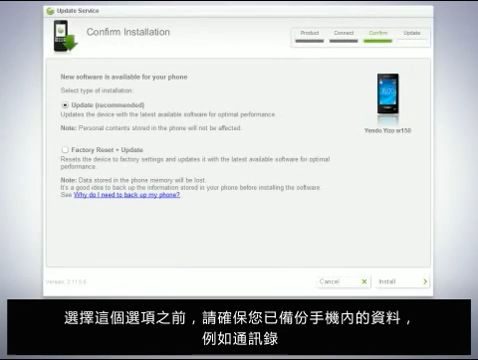 Update Service
Confirm Installation
Product Connect Confirm Update
New software is available for your phone
Select type of installation:
Update (recommended)
Updates the device with the latest available software for optimal performance.
Note: Personal contents stored in the phone will not be affected.
Yendo Yizo w150
Factory Reset + Update
Resets the device to factory settings and updates it with the latest available software for optimal
performance.
Note: Data stored in the phone memory will be lost.
It's a good idea to back up the information stored in your phone before installing the software.
See Why do I need to back up my phone?
Cancel Install
選擇這個選項之前，請確保您已備份手機內的資料，
例如通訊錄